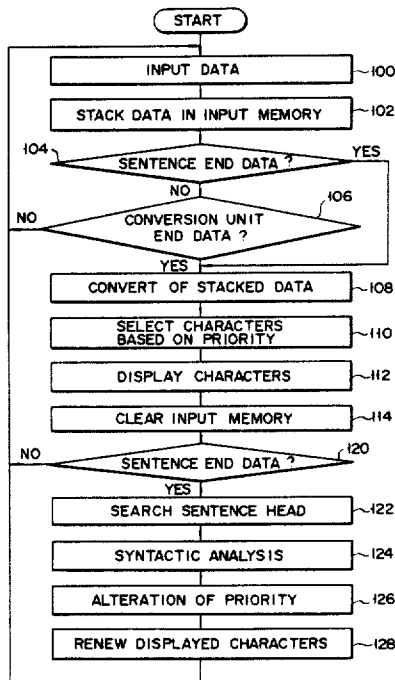 START
INPUT DATA
100
STACK DATA IN INPUT MEMORY
102
104
SENTENCE END DATA ?
YES
NO
106
NO
CONVERSION UNIT
END DATA ?
YES
CONVERT OF STACKED DATA
108
SELECT CHARACTERS
BASED ON PRIORITY
110
DISPLAY CHARACTERS
112
CLEAR INPUT MEMORY
114
NO
SENTENCE END DATA ?
120
YES
SEARCH SENTENCE HEAD
122
SYNTACTIC ANALYSIS
124
ALTERATION OF PRIORITY
126
RENEW DISPLAYED CHARACTERS
128